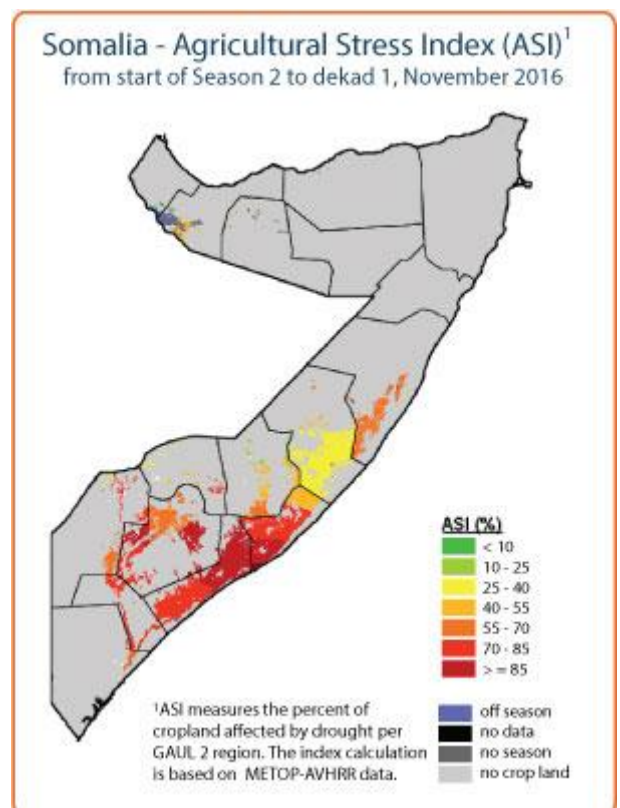 Somalia - Agricultural Stress Index (ASI)¹
from start of Season 2 to dekad 1, November 2016
ASI (%)
< 10
10 - 25
25 - 40
40 - 55
55 - 70
70 - 85
> = 85
¹ASI measures the percent of
cropland affected by drought per
GAUL 2 region. The index calculation
is based on METOP-AVHRR data.
off season
no data
no season
no crop land